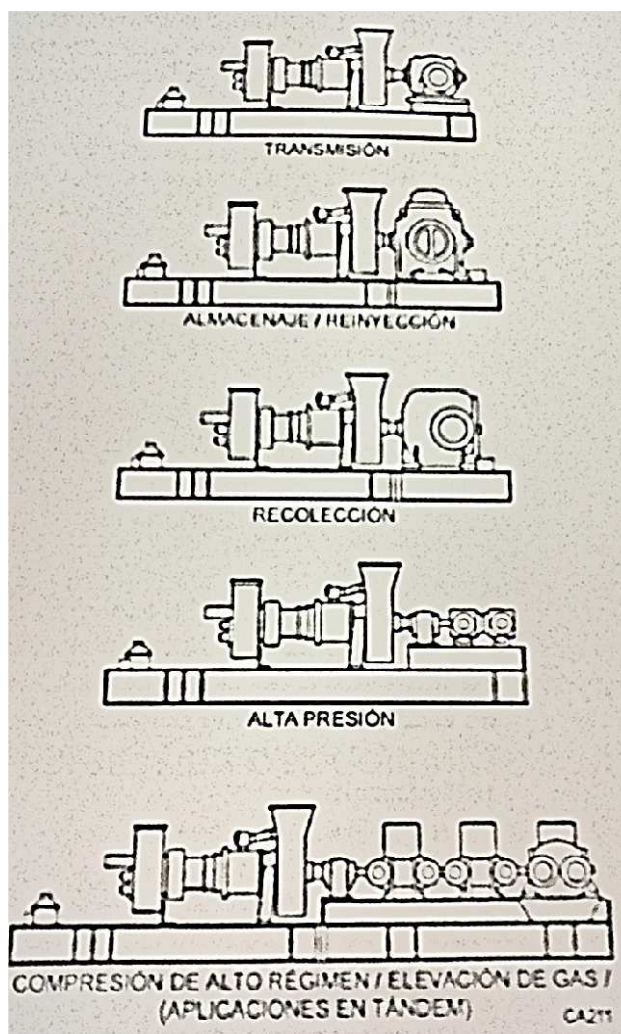 TRANSMISIÓN
ALMACENAJE / REINYECCIÓN
RECOLECCIÓN
ALTA PRESIÓN
COMPRESIÓN DE ALTO RÉGIMEN / ELEVACIÓN DE GAS /
(APLICACIONES EN TÁNDEM)
CA211